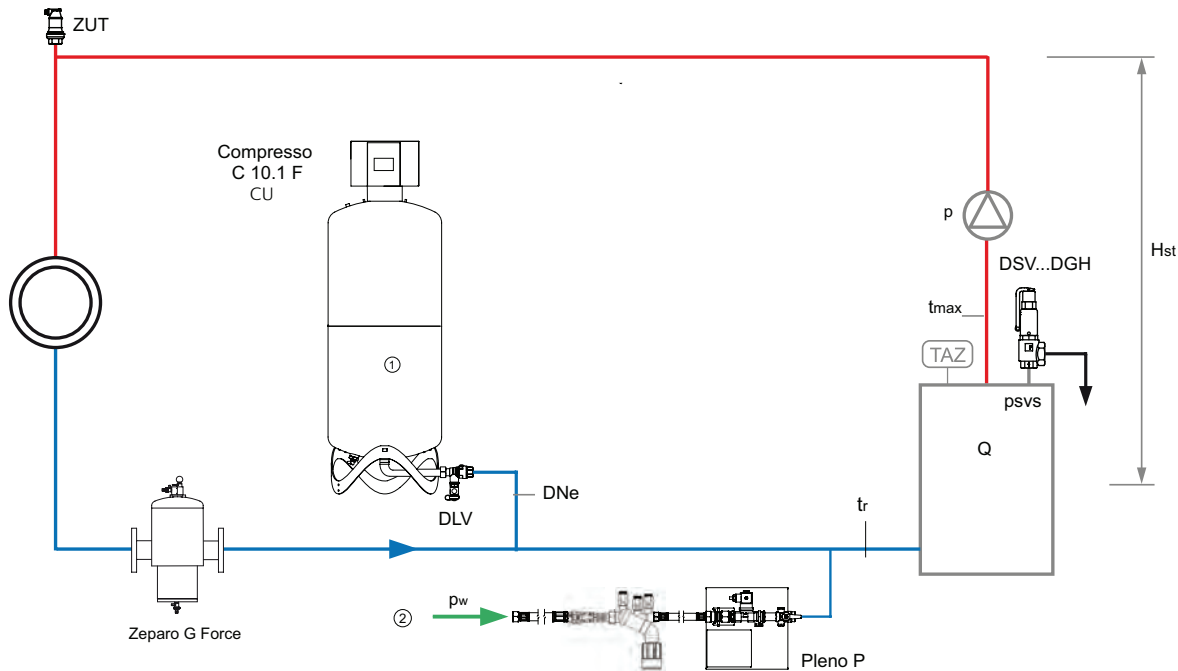 ZUT
Compresso
C 10.1 F
CU
p
Hst
DSV...DGH
tmax
TAZ
①
psvs
Q
DNe
DLV
tr
pw
②
Zeparo G Force
Pleno P